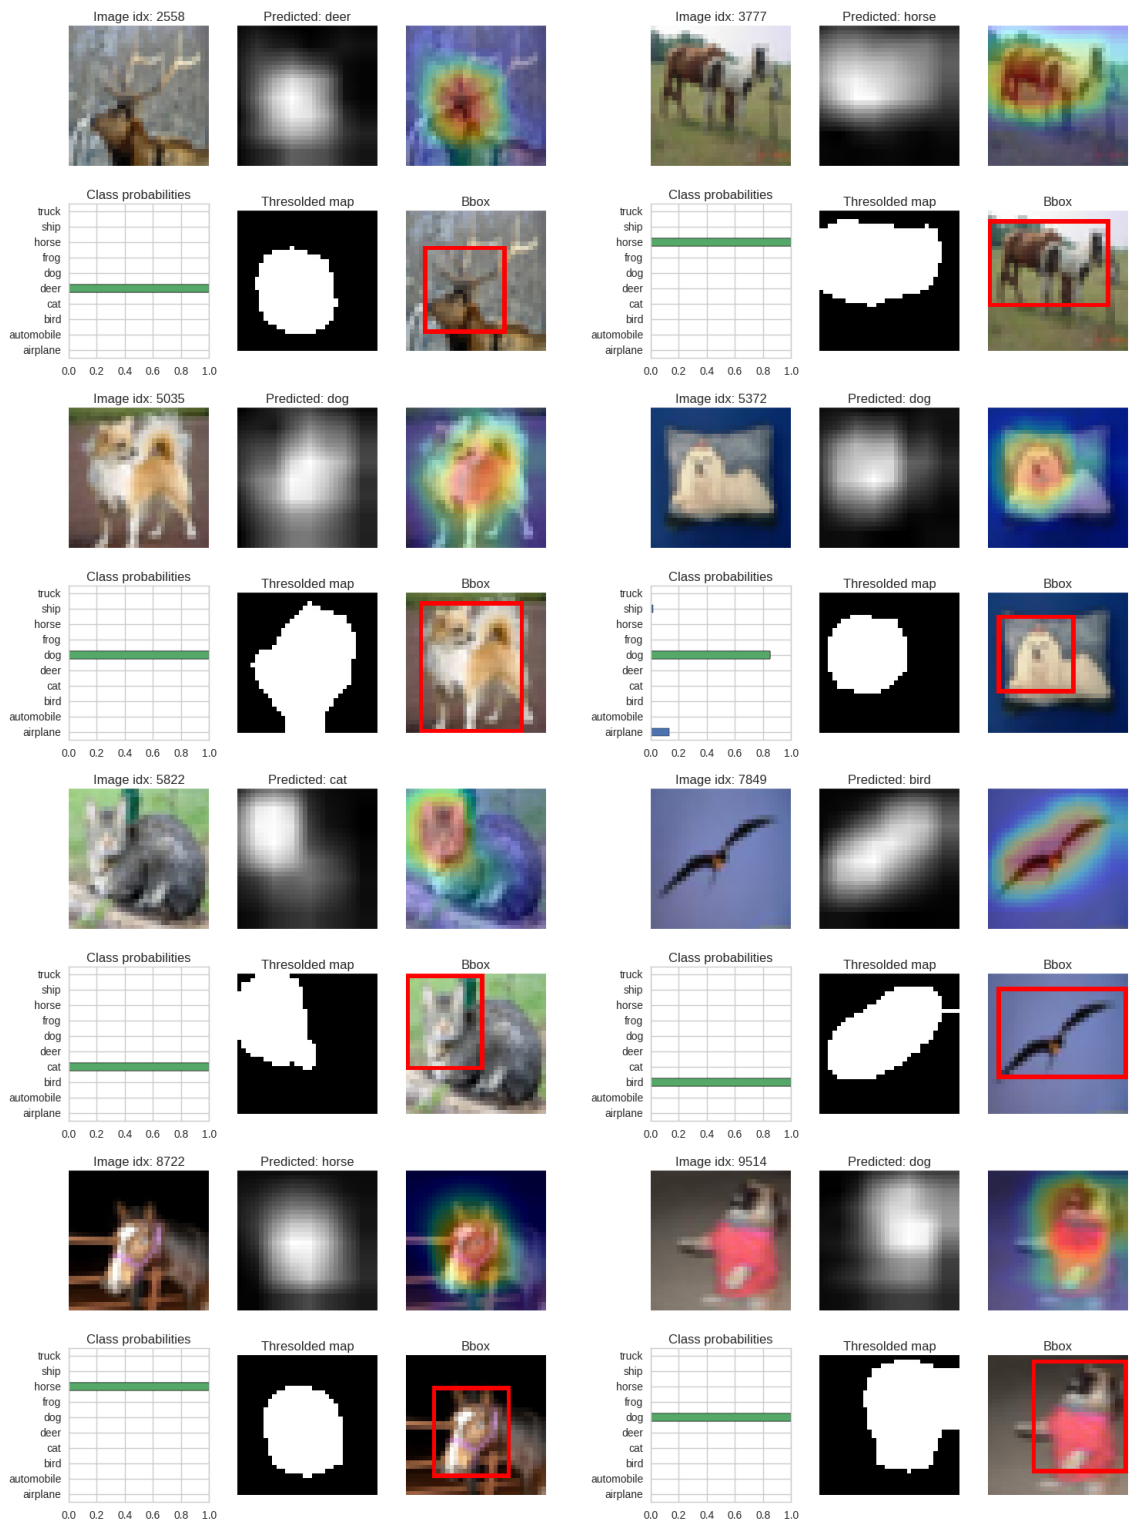 Image idx: 2558
Predicted: deer
Class probabilities
truck
ship
horse
frog
dog
deer
cat
bird
automobile
airplane
0.0 0.2 0.4 0.6 0.8 1.0
Thresolded map
Bbox
Image idx: 3777
Predicted: horse
Class probabilities
truck
ship
horse
frog
dog
deer
cat
bird
automobile
airplane
0.0 0.2 0.4 0.6 0.8 1.0
Thresolded map
Bbox
Image idx: 5035
Predicted: dog
Class probabilities
truck
ship
horse
frog
dog
deer
cat
bird
automobile
airplane
0.0 0.2 0.4 0.6 0.8 1.0
Thresolded map
Bbox
Image idx: 5372
Predicted: dog
Class probabilities
truck
ship
horse
frog
dog
deer
cat
bird
automobile
airplane
0.0 0.2 0.4 0.6 0.8 1.0
Thresolded map
Bbox
Image idx: 5822
Predicted: cat
Class probabilities
truck
ship
horse
frog
dog
deer
cat
bird
automobile
airplane
0.0 0.2 0.4 0.6 0.8 1.0
Thresolded map
Bbox
Image idx: 7849
Predicted: bird
Class probabilities
truck
ship
horse
frog
dog
deer
cat
bird
automobile
airplane
0.0 0.2 0.4 0.6 0.8 1.0
Thresolded map
Bbox
Image idx: 8722
Predicted: horse
Class probabilities
truck
ship
horse
frog
dog
deer
cat
bird
automobile
airplane
0.0 0.2 0.4 0.6 0.8 1.0
Thresolded map
Bbox
Image idx: 9514
Predicted: dog
Class probabilities
truck
ship
horse
frog
dog
deer
cat
bird
automobile
airplane
0.0 0.2 0.4 0.6 0.8 1.0
Thresolded map
Bbox